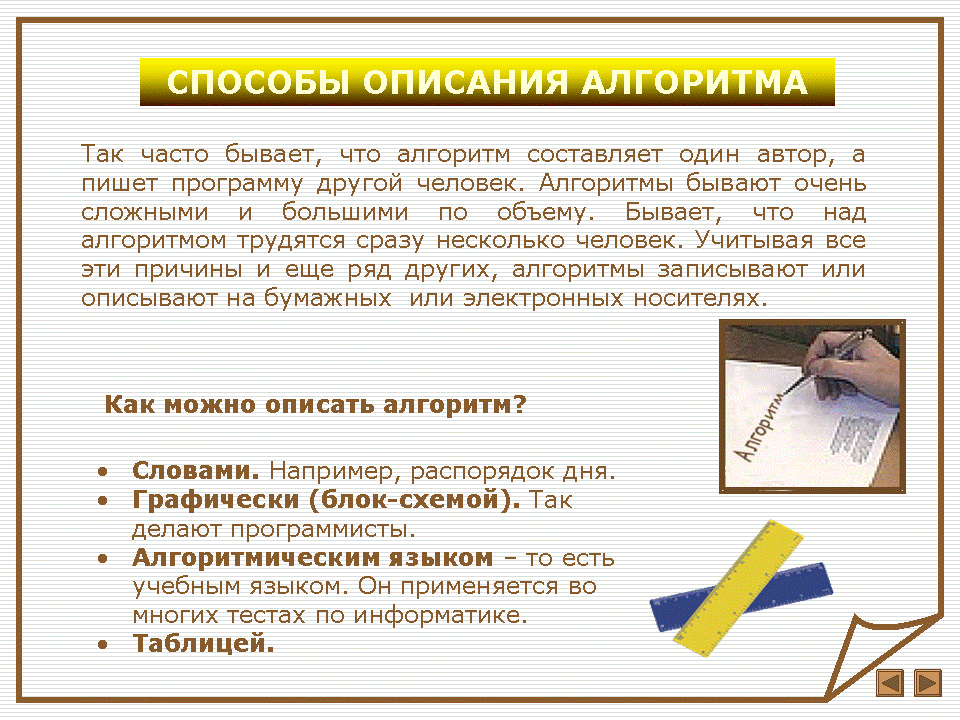 СПОСОБЫ ОПИСАНИЯ АЛГОРИТМА
Так часто бывает, что алгоритм составляет один автор, а
пишет программу другой человек. Алгоритмы бывают очень
сложными и большими по объему. Бывает, что над
алгоритмом трудятся сразу несколько человек. Учитывая все
эти причины и еще ряд других, алгоритмы записывают или
описывают на бумажных или электронных носителях.
Алгоритм
Как можно описать алгоритм?
• Словами. Например, распорядок дня.
• Графически (блок-схемой). Так
делают программисты.
• Алгоритмическим языком – то есть
учебным языком. Он применяется во
многих тестах по информатике.
• Таблицей.